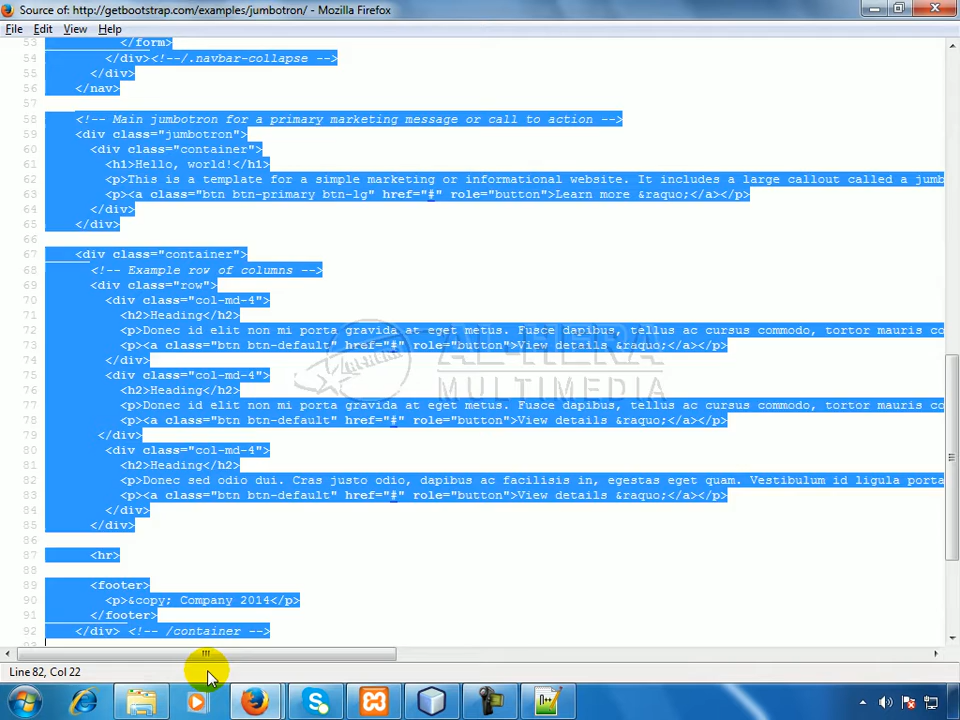 Source of: http://getbootstrap.com/examples/jumbotron/ - Mozilla Firefox
File Edit View Help
53 </form>
54 </div><!--/.navbar-collapse -->
55 </div>
56 </nav>
57
58 <!-- Main jumbotron for a primary marketing message or call to action -->
59 <div class="jumbotron">
60 <div class="container">
61 <h1>Hello, world!</h1>
62 <p>This is a template for a simple marketing or informational website. It includes a large callout called a jumb
63 <p><a class="btn btn-primary btn-lg" href="#" role="button">Learn more &raquo;</a></p>
64 </div>
65 </div>
66
67 <div class="container">
68 <!-- Example row of columns -->
69 <div class="row">
70 <div class="col-md-4">
71 <h2>Heading</h2>
72 <p>Donec id elit non mi porta gravida at eget metus. Fusce dapibus, tellus ac cursus commodo, tortor mauris co
73 <p><a class="btn btn-default" href="#" role="button">View details &raquo;</a></p>
74 </div>
75 <div class="col-md-4">
76 <h2>Heading</h2>
77 <p>Donec id elit non mi porta gravida at eget metus. Fusce dapibus, tellus ac cursus commodo, tortor mauris co
78 <p><a class="btn btn-default" href="#" role="button">View details &raquo;</a></p>
79 </div>
80 <div class="col-md-4">
81 <h2>Heading</h2>
82 <p>Donec sed odio dui. Cras justo odio, dapibus ac facilisis in, egestas eget quam. Vestibulum id ligula porta
83 <p><a class="btn btn-default" href="#" role="button">View details &raquo;</a></p>
84 </div>
85 </div>
86
87 <hr>
88
89 <footer>
90 <p>&copy; Company 2014</p>
91 </footer>
92 </div> <!-- /container -->
AL-HERA
MULTIMEDIA
Line 82, Col 22